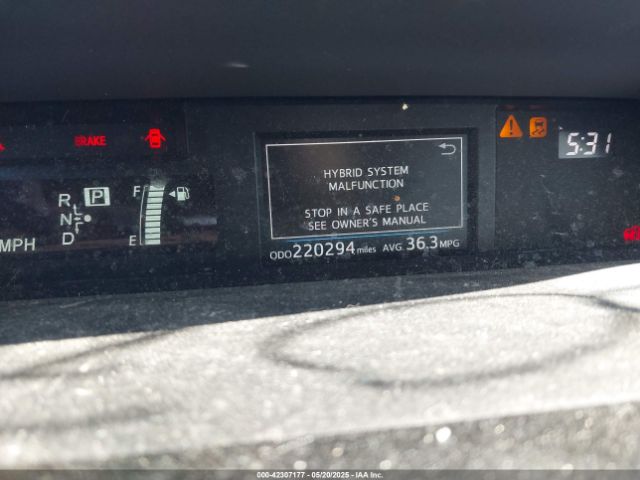 BRAKE
5:31
HYBRID SYSTEM
MALFUNCTION
STOP IN A SAFE PLACE
SEE OWNER'S MANUAL
R P
N
D
F
E
MPH
ODO 220294 miles AVG. 36.3 MPG
000-42307177 - 05/20/2025 - IAA, Inc.